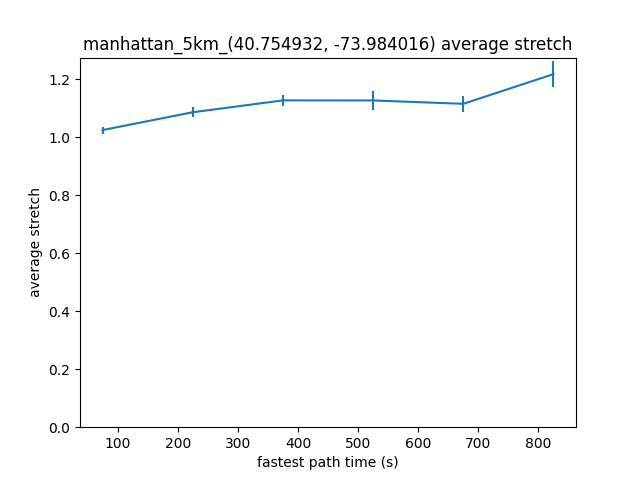 manhattan_5km_(40.754932, -73.984016) average stretch
1.2
1.0
0.8
0.6
0.4
0.2
0.0
average stretch
100 200 300 400 500 600 700 800
fastest path time (s)